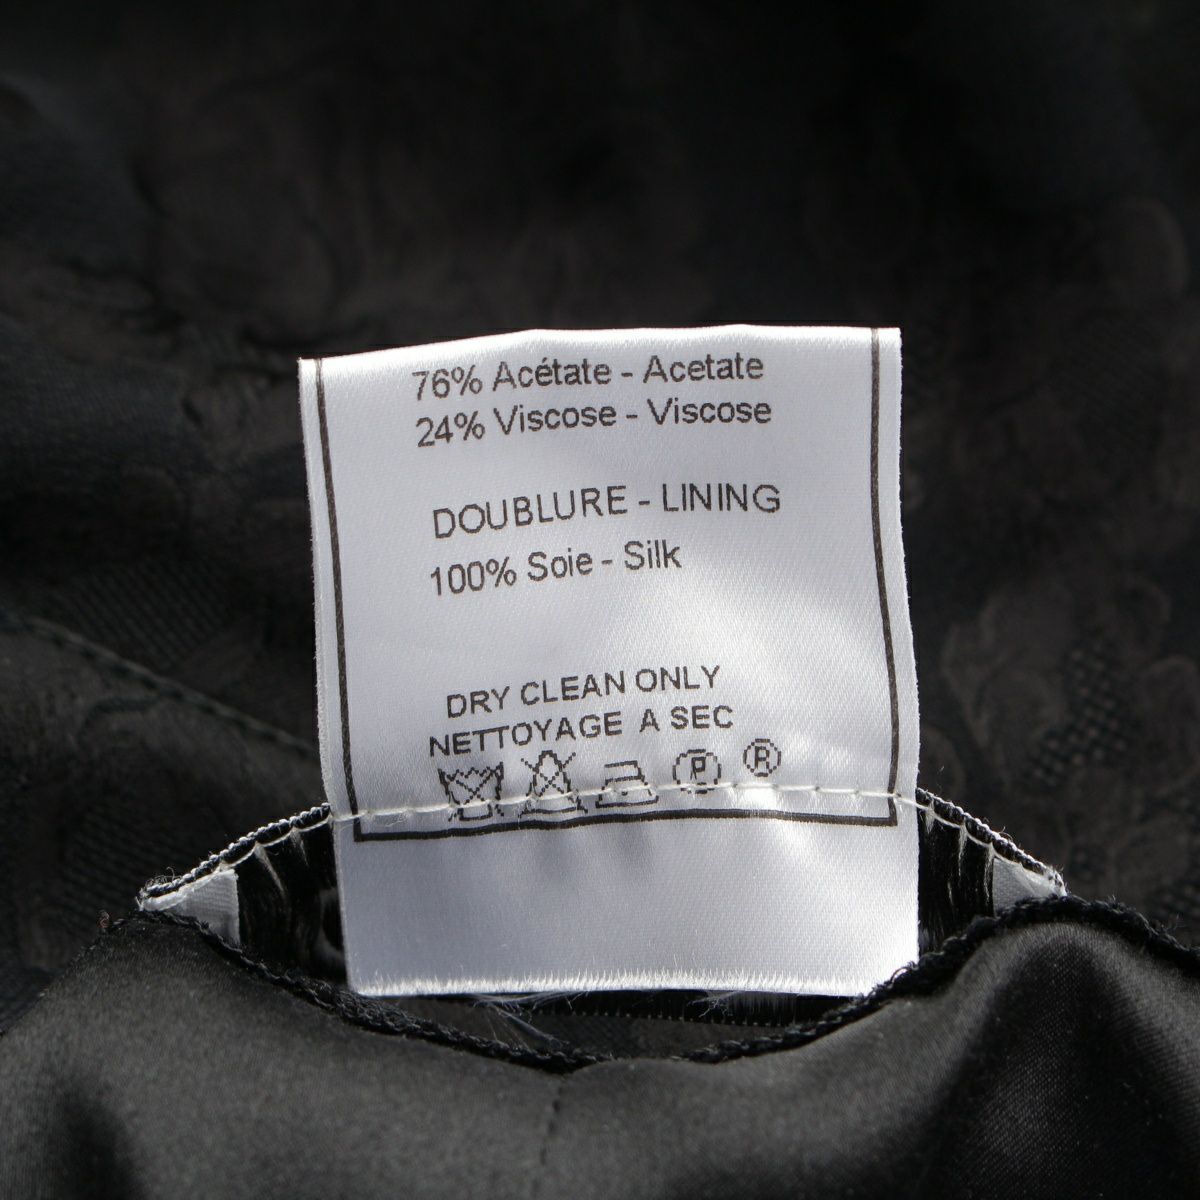 76% Acétate - Acetate
24% Viscose - Viscose
DOUBLURE - LINING
100% Soie - Silk
DRY CLEAN ONLY
NETTOYAGE A SEC
P R